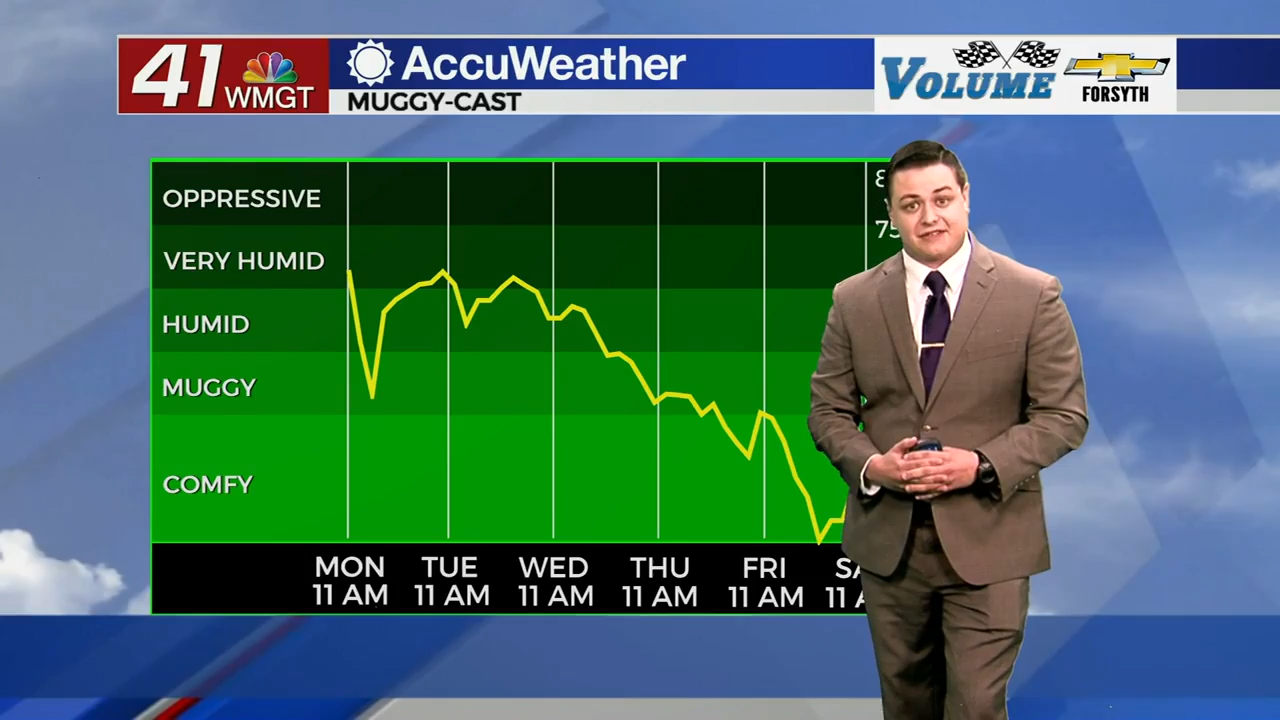 41 WMGT
AccuWeather
MUGGY-CAST
VOLUME
FORSYTH
OPPRESSIVE
VERY HUMID
HUMID
MUGGY
COMFY
75
MON TUE WED THU FRI
11 AM 11 AM 11 AM 11 AM 11 AM